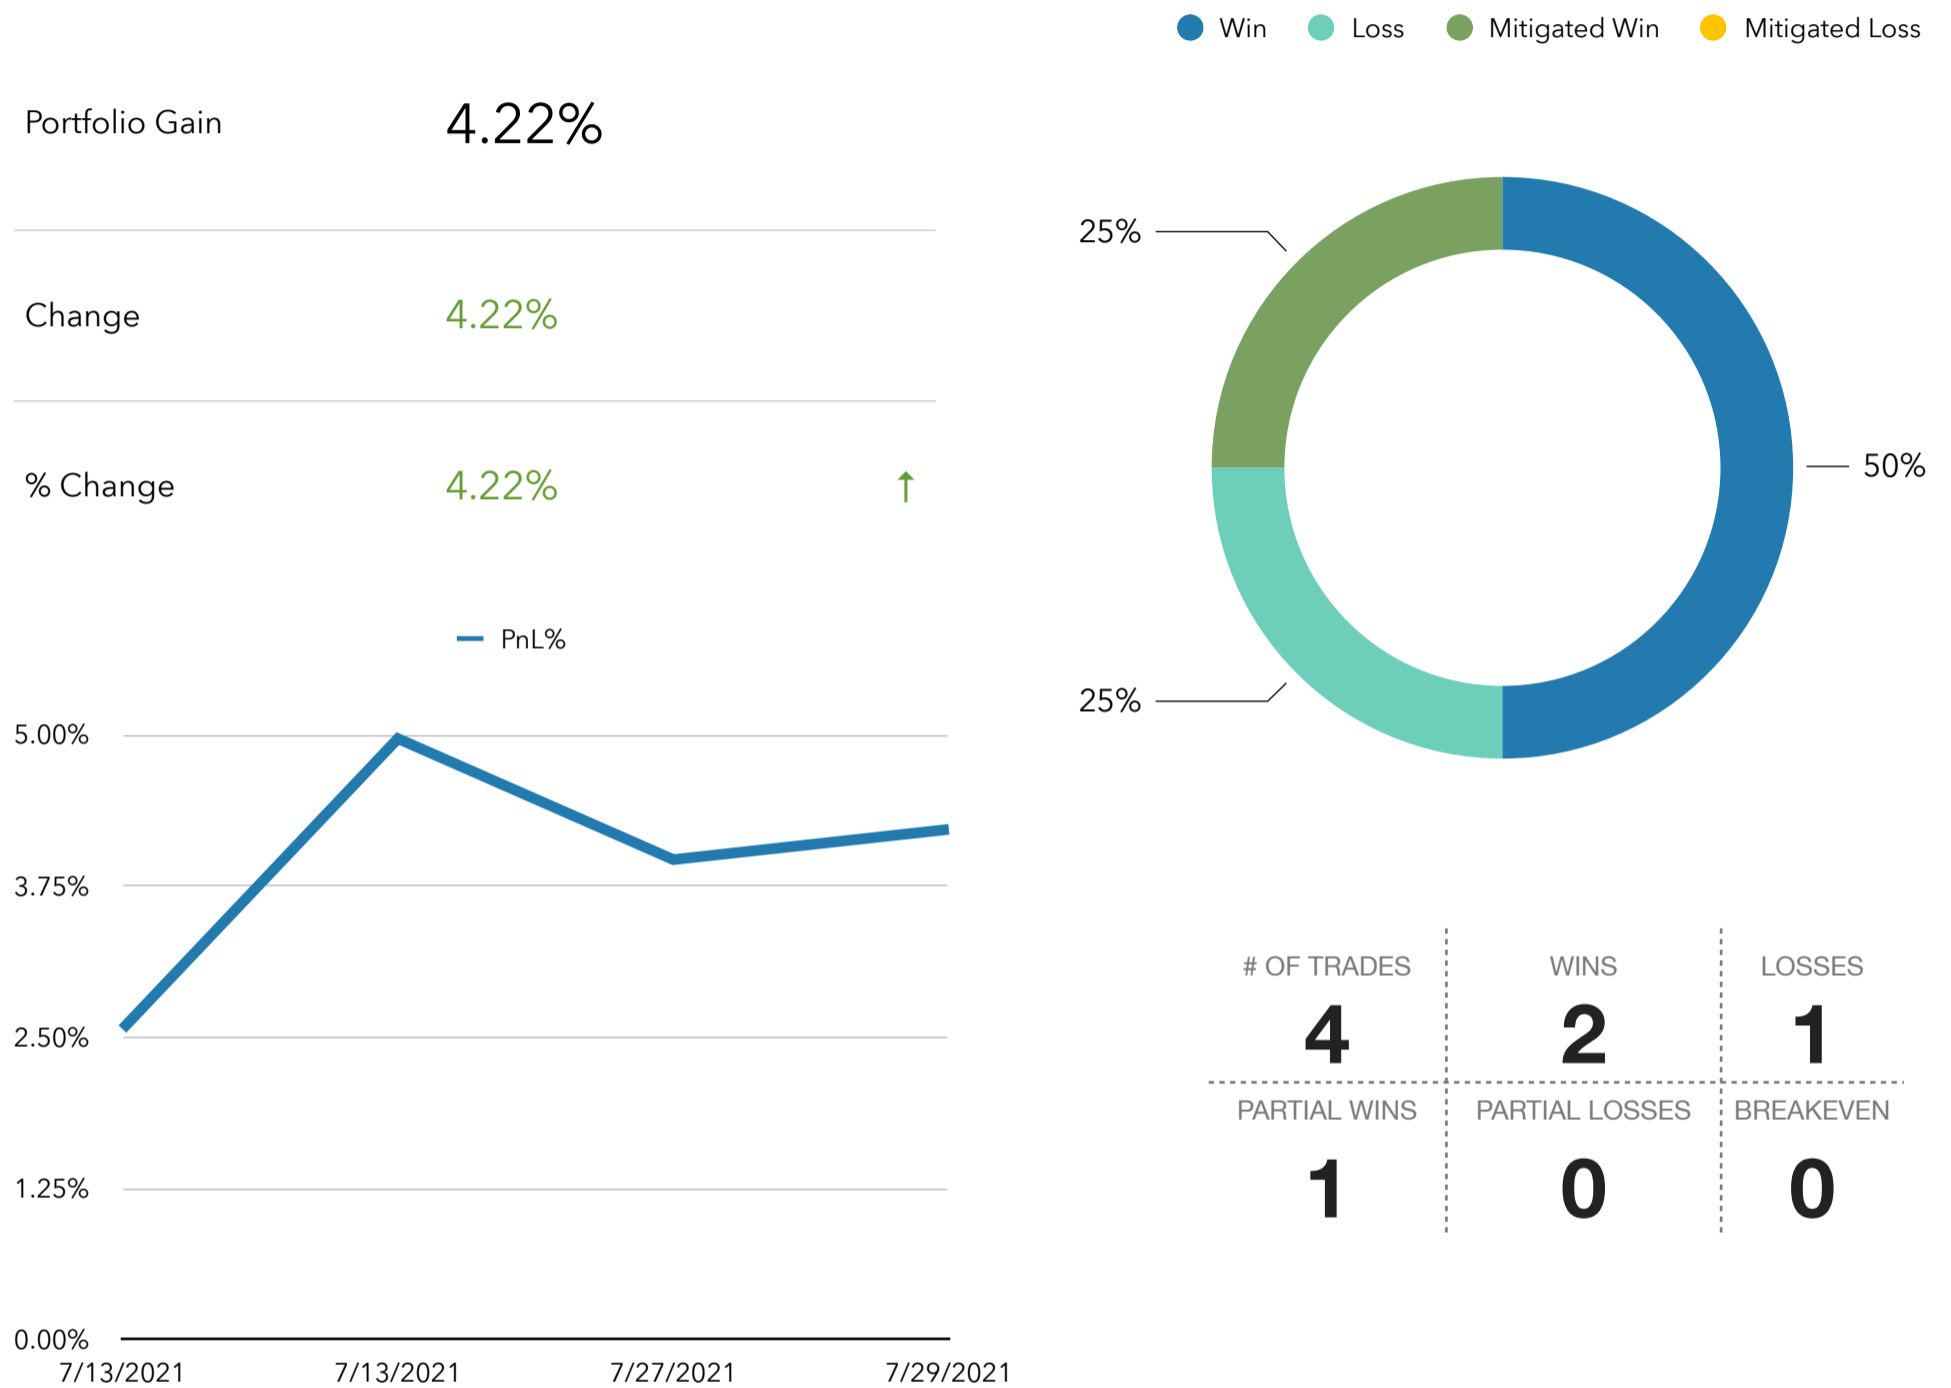 Win Loss Mitigated Win Mitigated Loss
Portfolio Gain 4.22%
Change 4.22%
% Change 4.22% ↑
PnL%
5.00%
3.75%
2.50%
1.25%
0.00%
7/13/2021 7/13/2021 7/27/2021 7/29/2021
25%
50%
25%
# OF TRADES WINS LOSSES
4 2 1
PARTIAL WINS PARTIAL LOSSES BREAKEVEN
1 0 0